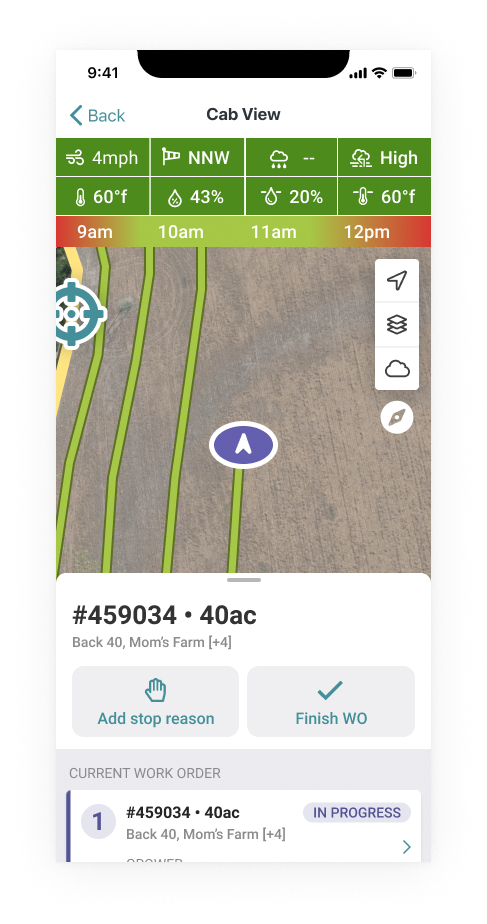 9:41
Back
Cab View
4mph NNW -- High
60°f 43% 20% 60°f
9am 10am 11am 12pm
#459034 • 40ac
Back 40, Mom’s Farm [+4]
Add stop reason
Finish WO
CURRENT WORK ORDER
1
#459034 • 40ac
IN PROGRESS
Back 40, Mom’s Farm [+4]
GROWER